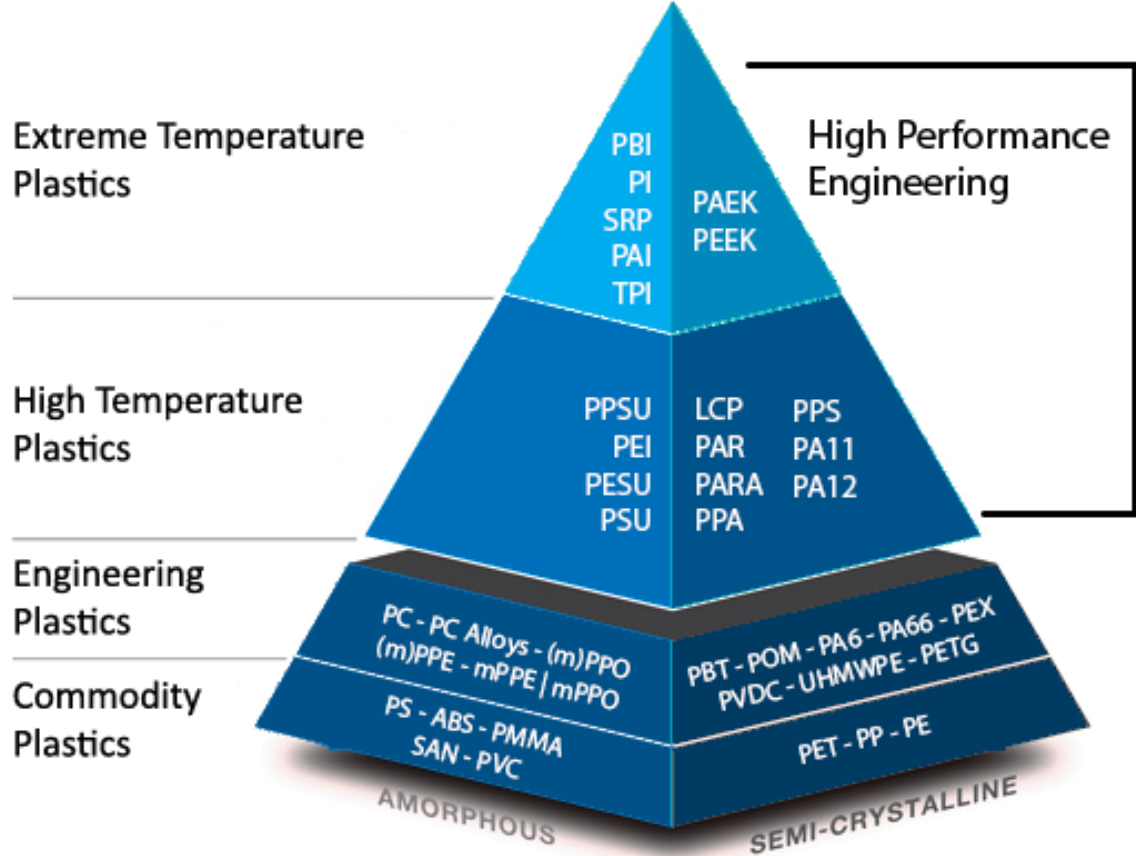 Extreme Temperature
Plastics
PBI
PI
SRP
PAI
TPI
PAEK
PEEK
High Performance
Engineering
High Temperature
Plastics
PPSU
PEI
PESU
PSU
LCP
PAR
PARA
PPA
PPS
PA11
PA12
Engineering
Plastics
PC - PC Alloys - (m)PPO
(m)PPE - mPPE | mPPO
PBT - POM - PA6 - PA66 - PEX
PVDC - UHMWPE - PETG
Commodity
Plastics
PS - ABS - PMMA
SAN - PVC
PET - PP - PE
AMORPHOUS
SEMI-CRYSTALLINE